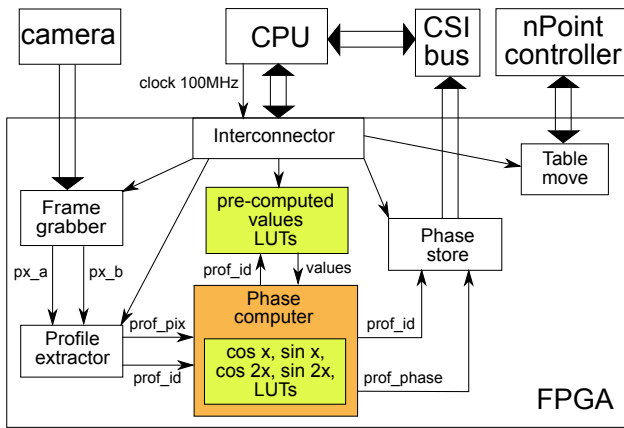 camera
CPU
CSI
bus
nPoint
controller
clock 100MHz
Interconnector
Table
move
Frame
grabber
pre-computed
values
LUTs
Phase
store
px_a
px_b
prof_id
values
Phase
computer
Profile
extractor
prof_pix
prof_id
cos x, sin x,
cos 2x, sin 2x,
LUTs
prof_id
prof_phase
FPGA